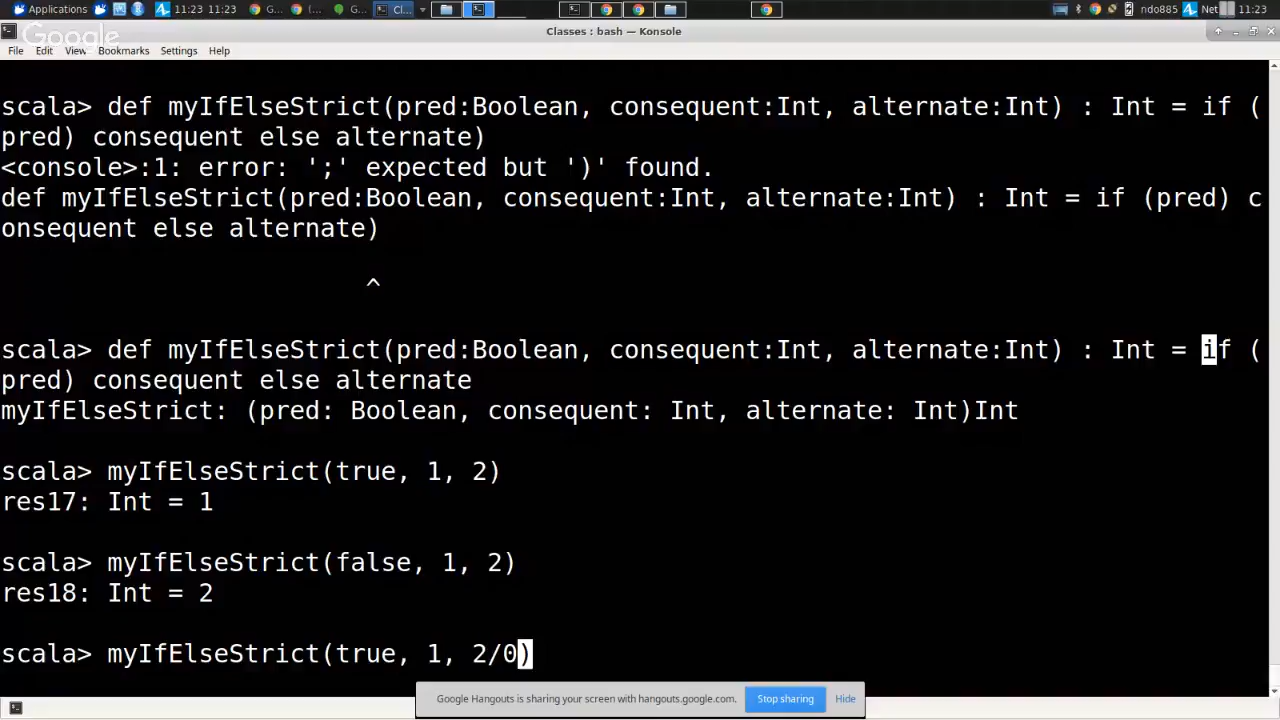 Applications 11:23 11:23 G... (... G... Cl... ndo885 Net 11:23
Google
Classes : bash — Konsole
File Edit View Bookmarks Settings Help
scala> def myIfElseStrict(pred:Boolean, consequent:Int, alternate:Int) : Int = if (
pred) consequent else alternate)
<console>:1: error: ';' expected but ')' found.
def myIfElseStrict(pred:Boolean, consequent:Int, alternate:Int) : Int = if (pred) c
onsequent else alternate)
^
scala> def myIfElseStrict(pred:Boolean, consequent:Int, alternate:Int) : Int = if (
pred) consequent else alternate
myIfElseStrict: (pred: Boolean, consequent: Int, alternate: Int)Int
scala> myIfElseStrict(true, 1, 2)
res17: Int = 1
scala> myIfElseStrict(false, 1, 2)
res18: Int = 2
scala> myIfElseStrict(true, 1, 2/0)
Google Hangouts is sharing your screen with hangouts.google.com. Stop sharing Hide